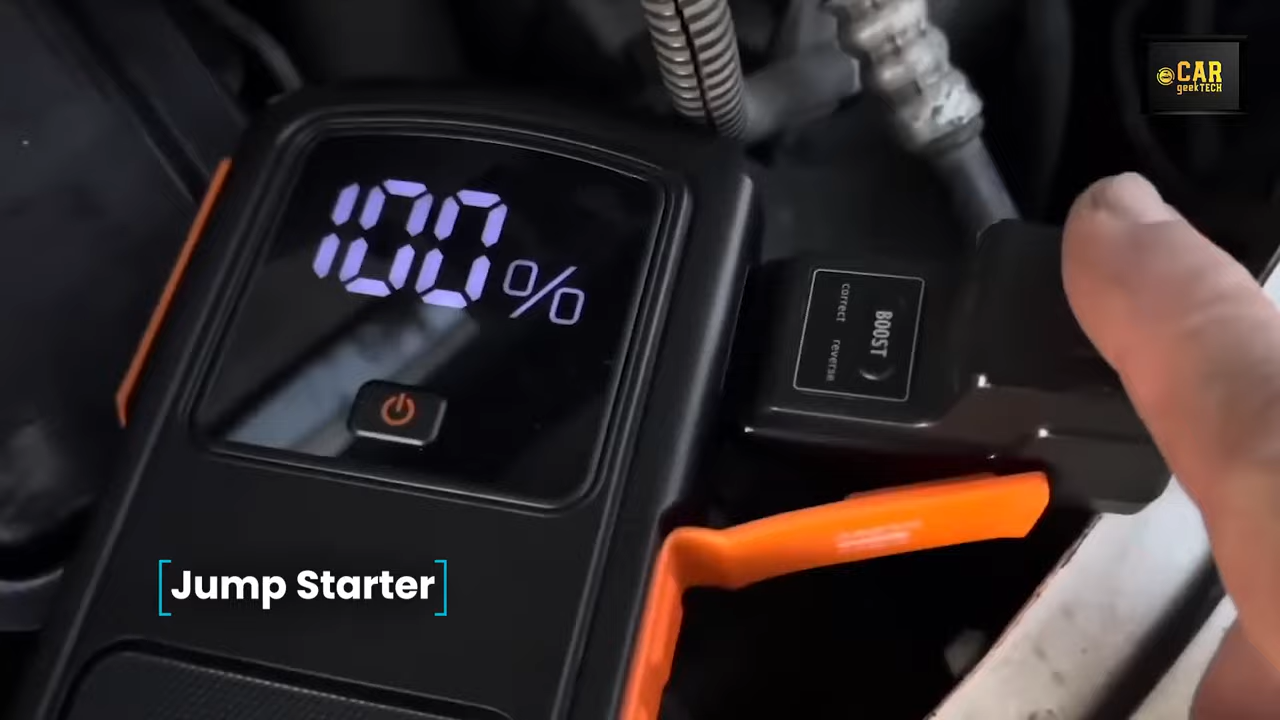 100%
CAR
geekTECH
BOOST
correct reverse
Jump Starter